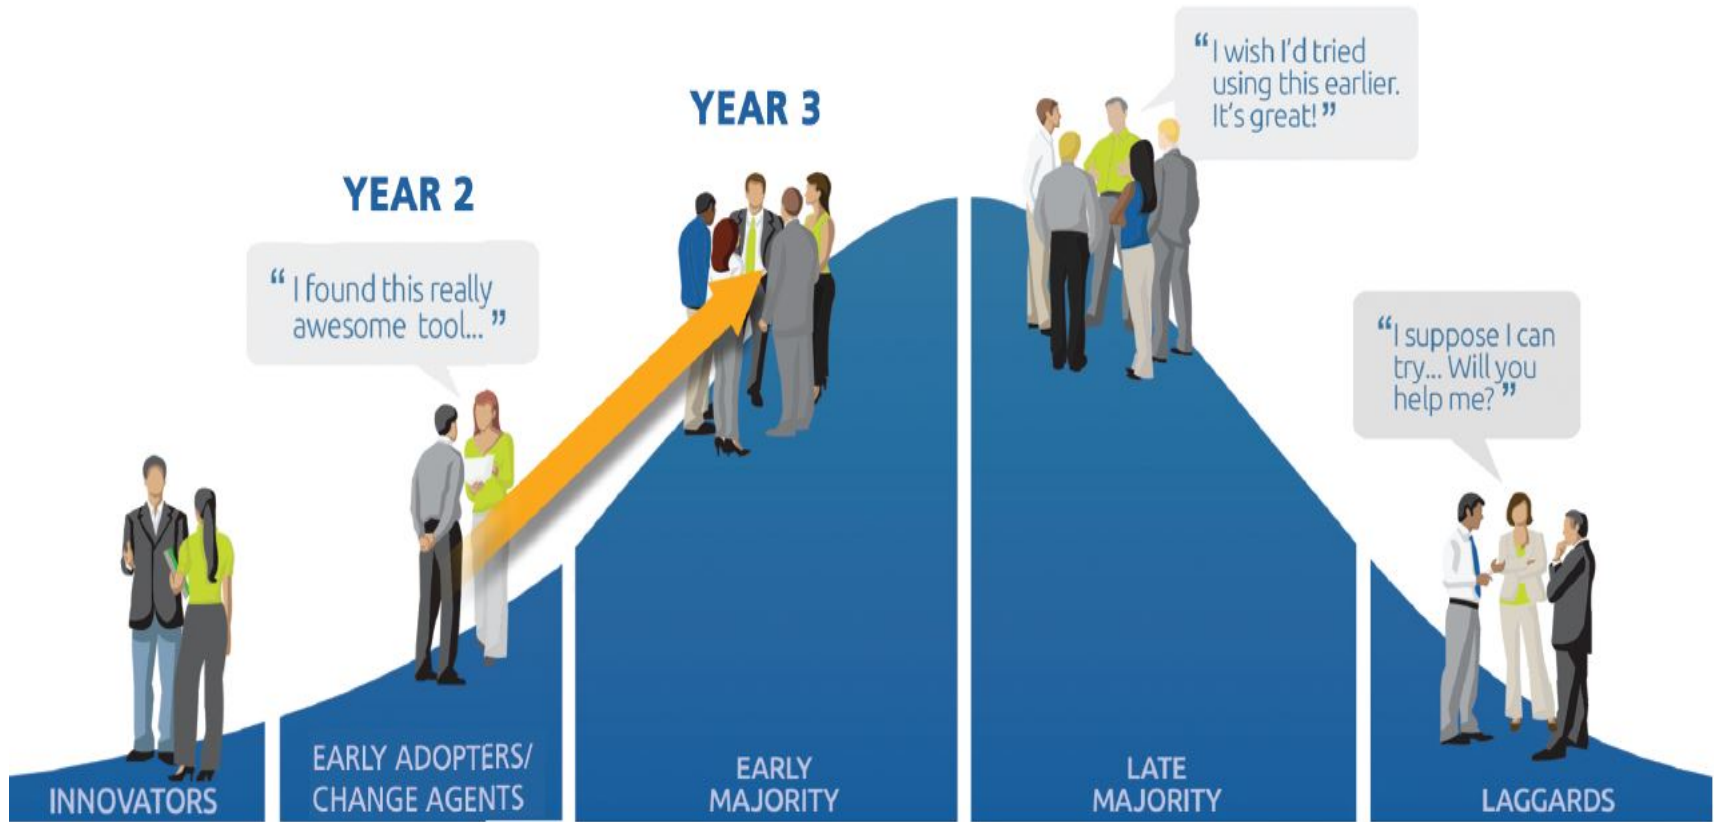 YEAR 2
“ I found this really
awesome tool... ”
YEAR 3
“ I wish I'd tried
using this earlier.
It's great! ”
“ I suppose I can
try... Will you
help me? ”
INNOVATORS
EARLY ADOPTERS/
CHANGE AGENTS
EARLY
MAJORITY
LATE
MAJORITY
LAGGARDS